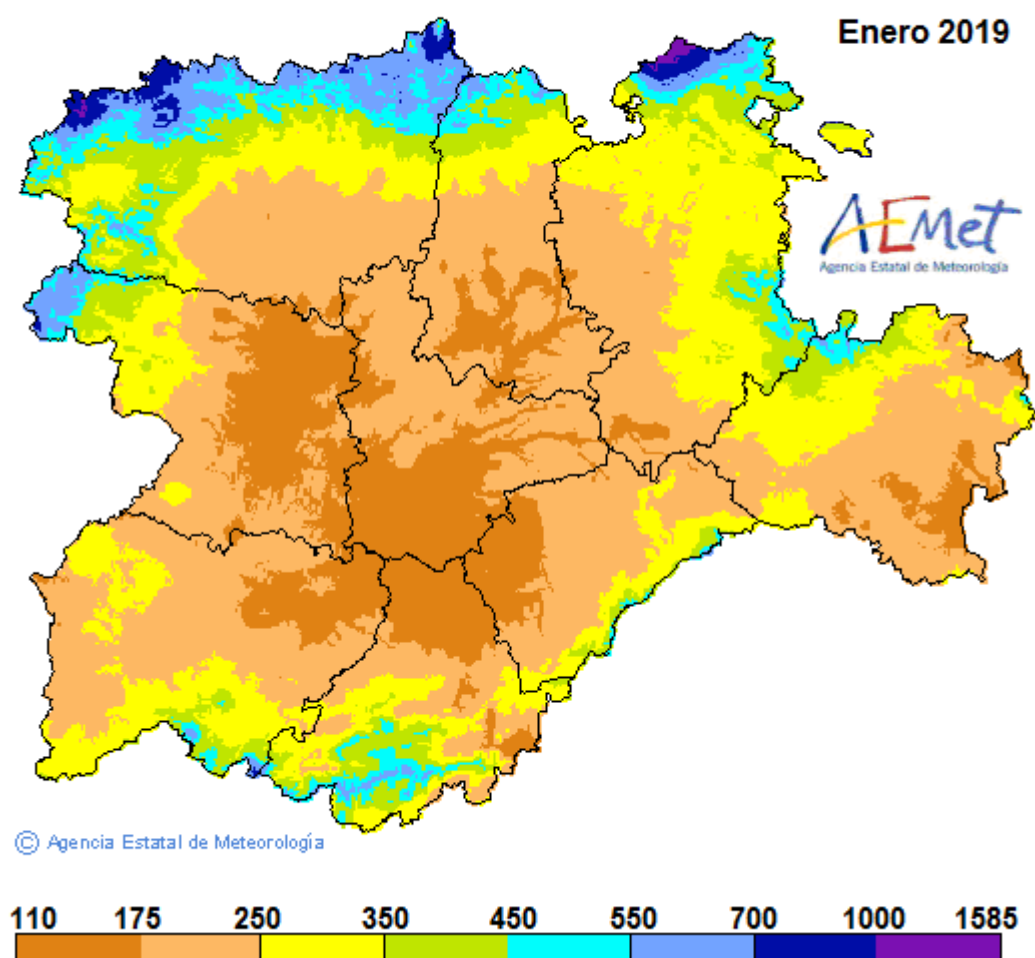 Enero 2019
AEMet
Agencia Estatal de Meteorología
© Agencia Estatal de Meteorología
110 175 250 350 450 550 700 1000 1585